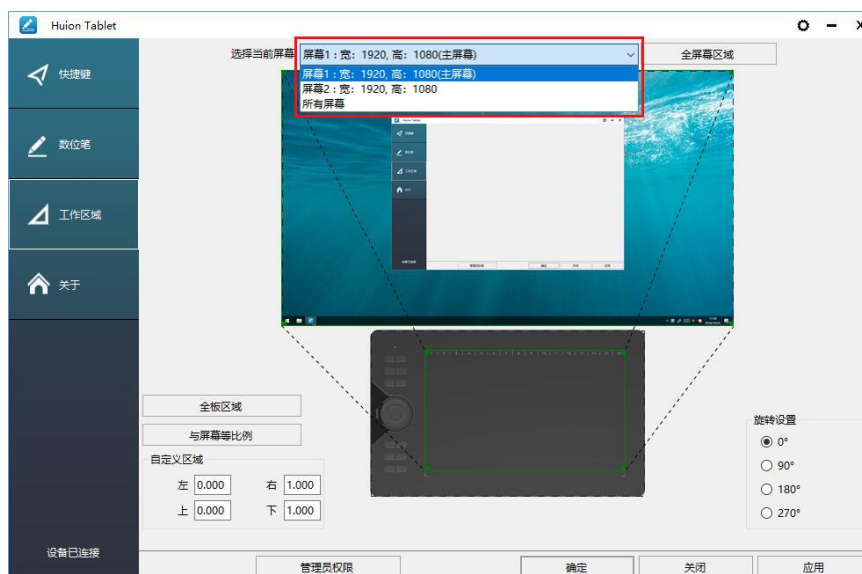 Huion Tablet
选择当前屏幕
屏幕1：宽：1920, 高：1080(主屏幕)
全屏幕区域
屏幕1：宽：1920, 高：1080(主屏幕)
屏幕2：宽：1920, 高：1080
所有屏幕
快捷键
数位笔
工作区域
关于
全板区域
与屏幕等比例
自定义区域
左 0.000 右 1.000
上 0.000 下 1.000
旋转设置
0°
90°
180°
270°
设备已连接
管理员权限 确定 关闭 应用